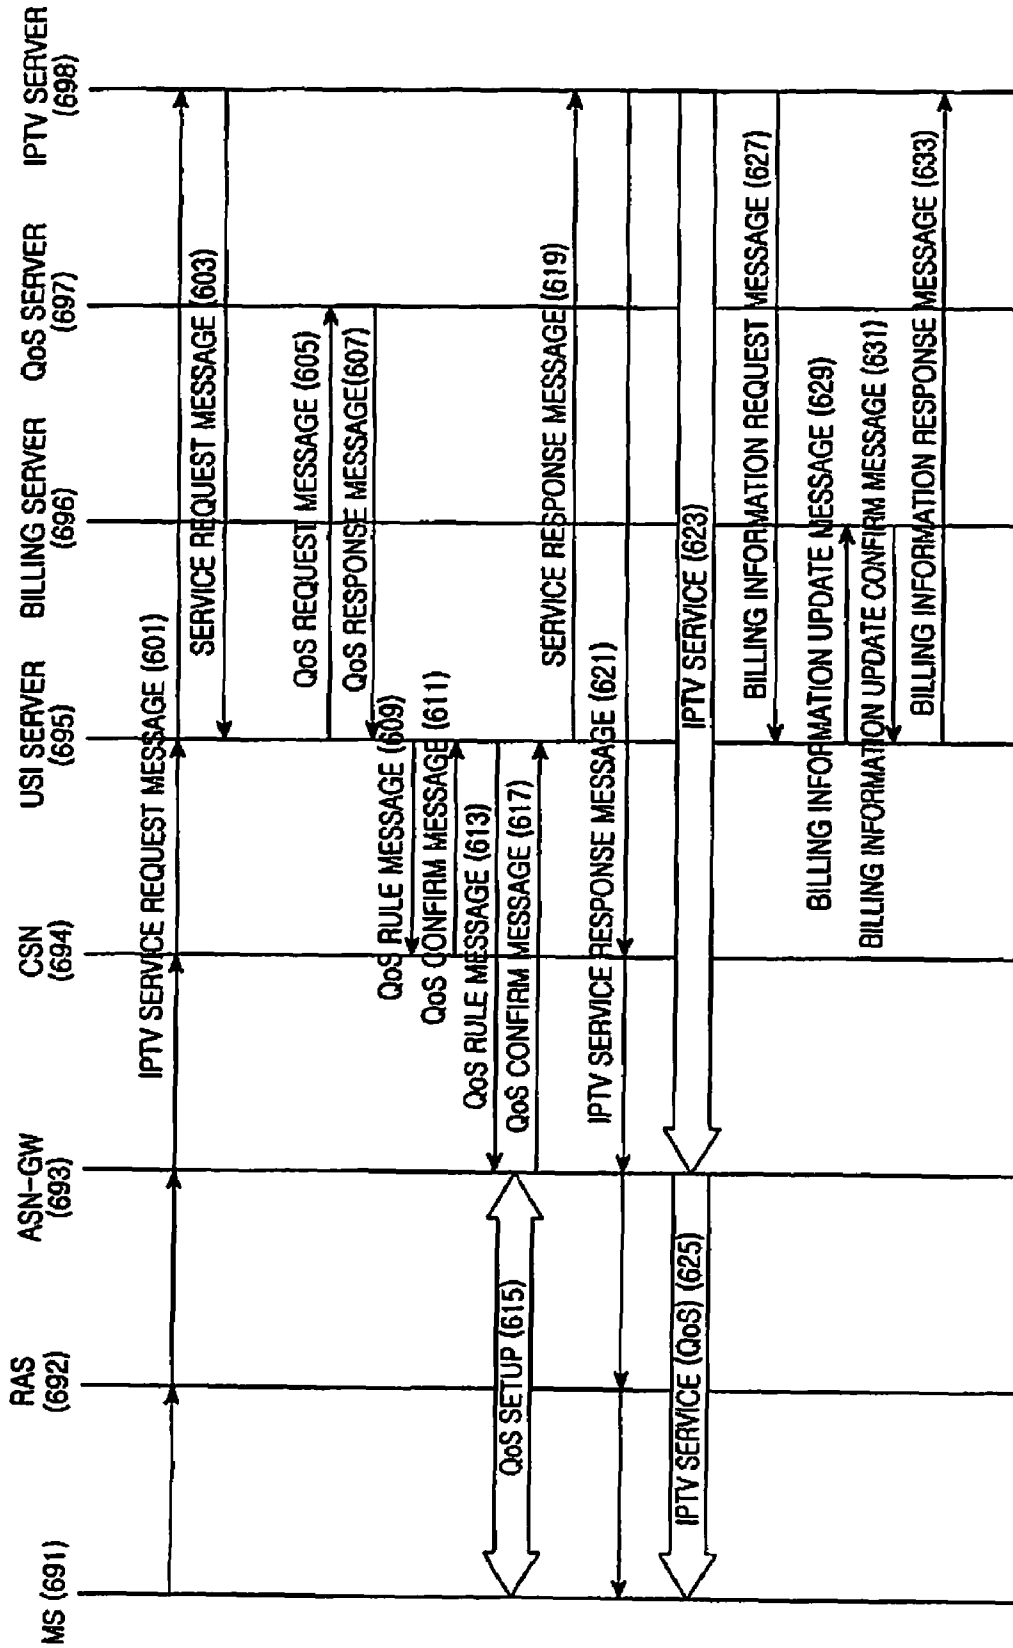 MS (691)
RAS
(692)
ASN-GW
(693)
CSN
(694)
USI SERVER
(695)
BILLING SERVER
(696)
QoS SERVER
(697)
IPTV SERVER
(698)
IPTV SERVICE REQUEST MESSAGE (601)
SERVICE REQUEST MESSAGE (603)
QoS REQUEST MESSAGE (605)
QoS RESPONSE MESSAGE(607)
QoS RULE MESSAGE (609)
QoS CONFIRM MESSAGE (611)
QoS RULE MESSAGE (613)
QoS SETUP (615)
QoS CONFIRM MESSAGE (617)
SERVICE RESPONSE MESSAGE (619)
IPTV SERVICE RESPONSE MESSAGE (621)
IPTV SERVICE (623)
IPTV SERVICE (QoS) (625)
BILLING INFORMATION REQUEST MESSAGE (627)
BILLING INFORMATION UPDATE MESSAGE (629)
BILLING INFORMATION UPDATE CONFIRM MESSAGE (631)
BILLING INFORMATION RESPONSE MESSAGE (633)